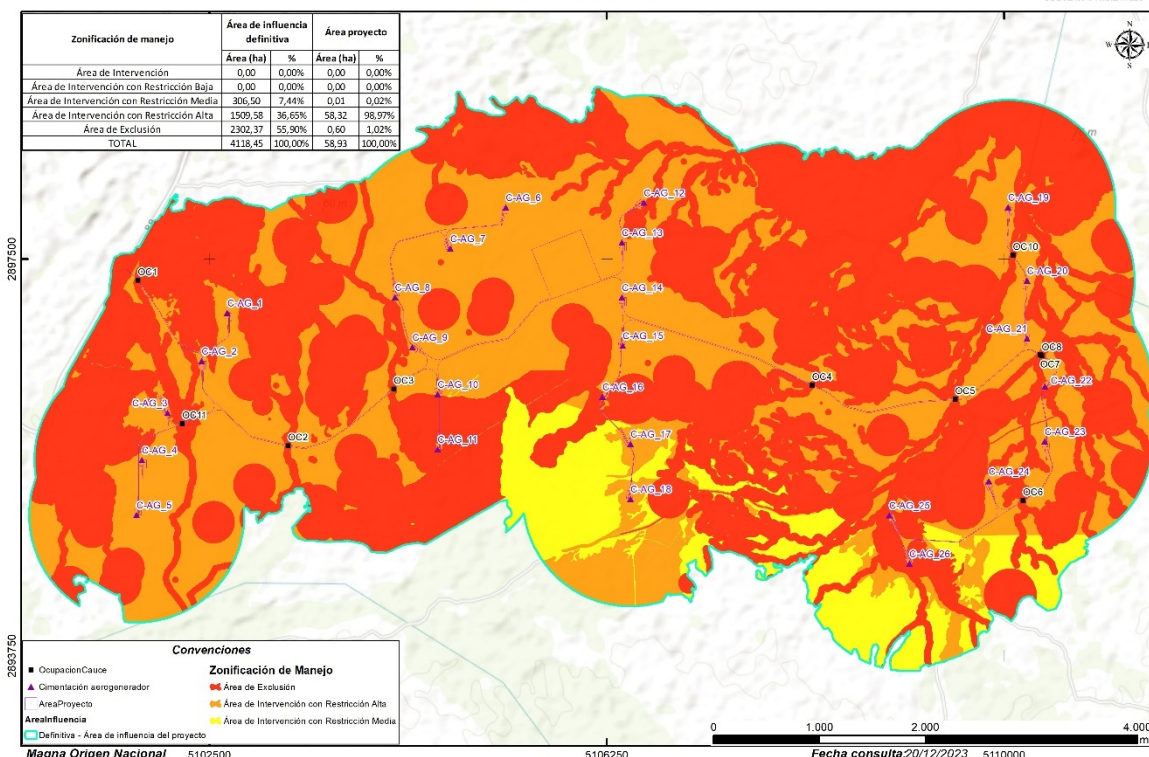 Zonificación de manejo Área de influencia definitiva Área proyecto
Área (ha) % Área (ha) %
Área de Intervención 0,00 0,00% 0,00 0,00%
Área de Intervención con Restricción Baja 0,00 0,00% 0,00 0,00%
Área de Intervención con Restricción Media 306,50 7,44% 0,01 0,02%
Área de Intervención con Restricción Alta 1509,58 36,65% 58,32 98,97%
Área de Exclusión 2302,37 55,90% 0,60 1,02%
TOTAL 4118,45 100,00% 58,93 100,00%
N
W E
S
C-AG_6
C-AG_12
C-AG_19
C-AG_7
C-AG_13
2897500
OC10
OC1
C-AG_20
C-AG_8
C-AG_14
C-AG_1
C-AG_21
C-AG_9
C-AG_15
C-AG_2
OC8
OC7
OC3
C-AG_10
C-AG_16
OC4
C-AG_22
OC5
C-AG_3
OC11
OC2
C-AG_11
C-AG_17
C-AG_23
C-AG_4
C-AG_24
C-AG_18
OC6
C-AG_5
C-AG_25
C-AG_26
2893750
Convenciones
OcupacionCauce
Cimentación aerogenerador
AreaProyecto
AreaInfluencia
Definitiva - Área de influencia del proyecto
Zonificación de Manejo
Área de Exclusión
Área de Intervención con Restricción Alta
Área de Intervención con Restricción Media
0 1.000 2.000 4.000
m
Magna Origen Nacional
5102500
5106250
Fecha consulta:20/12/2023
5110000